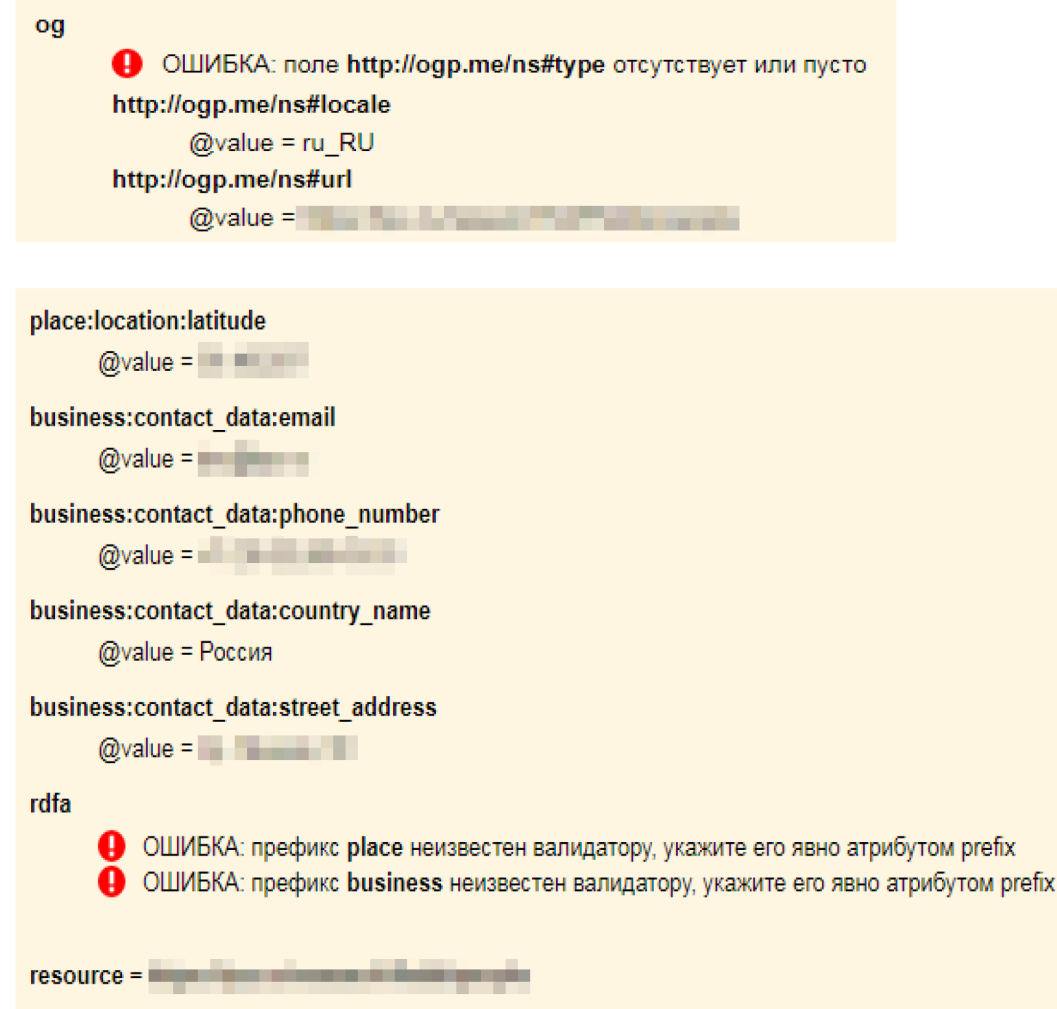 og
ОШИБКА: поле http://ogp.me/ns#type отсутствует или пусто
http://ogp.me/ns#locale
@value = ru_RU
http://ogp.me/ns#url
@value =
place:location:latitude
@value =
business:contact_data:email
@value =
business:contact_data:phone_number
@value =
business:contact_data:country_name
@value = Россия
business:contact_data:street_address
@value =
rdfa
ОШИБКА: префикс place неизвестен валидатору, укажите его явно атрибутом prefix
ОШИБКА: префикс business неизвестен валидатору, укажите его явно атрибутом prefix
resource =